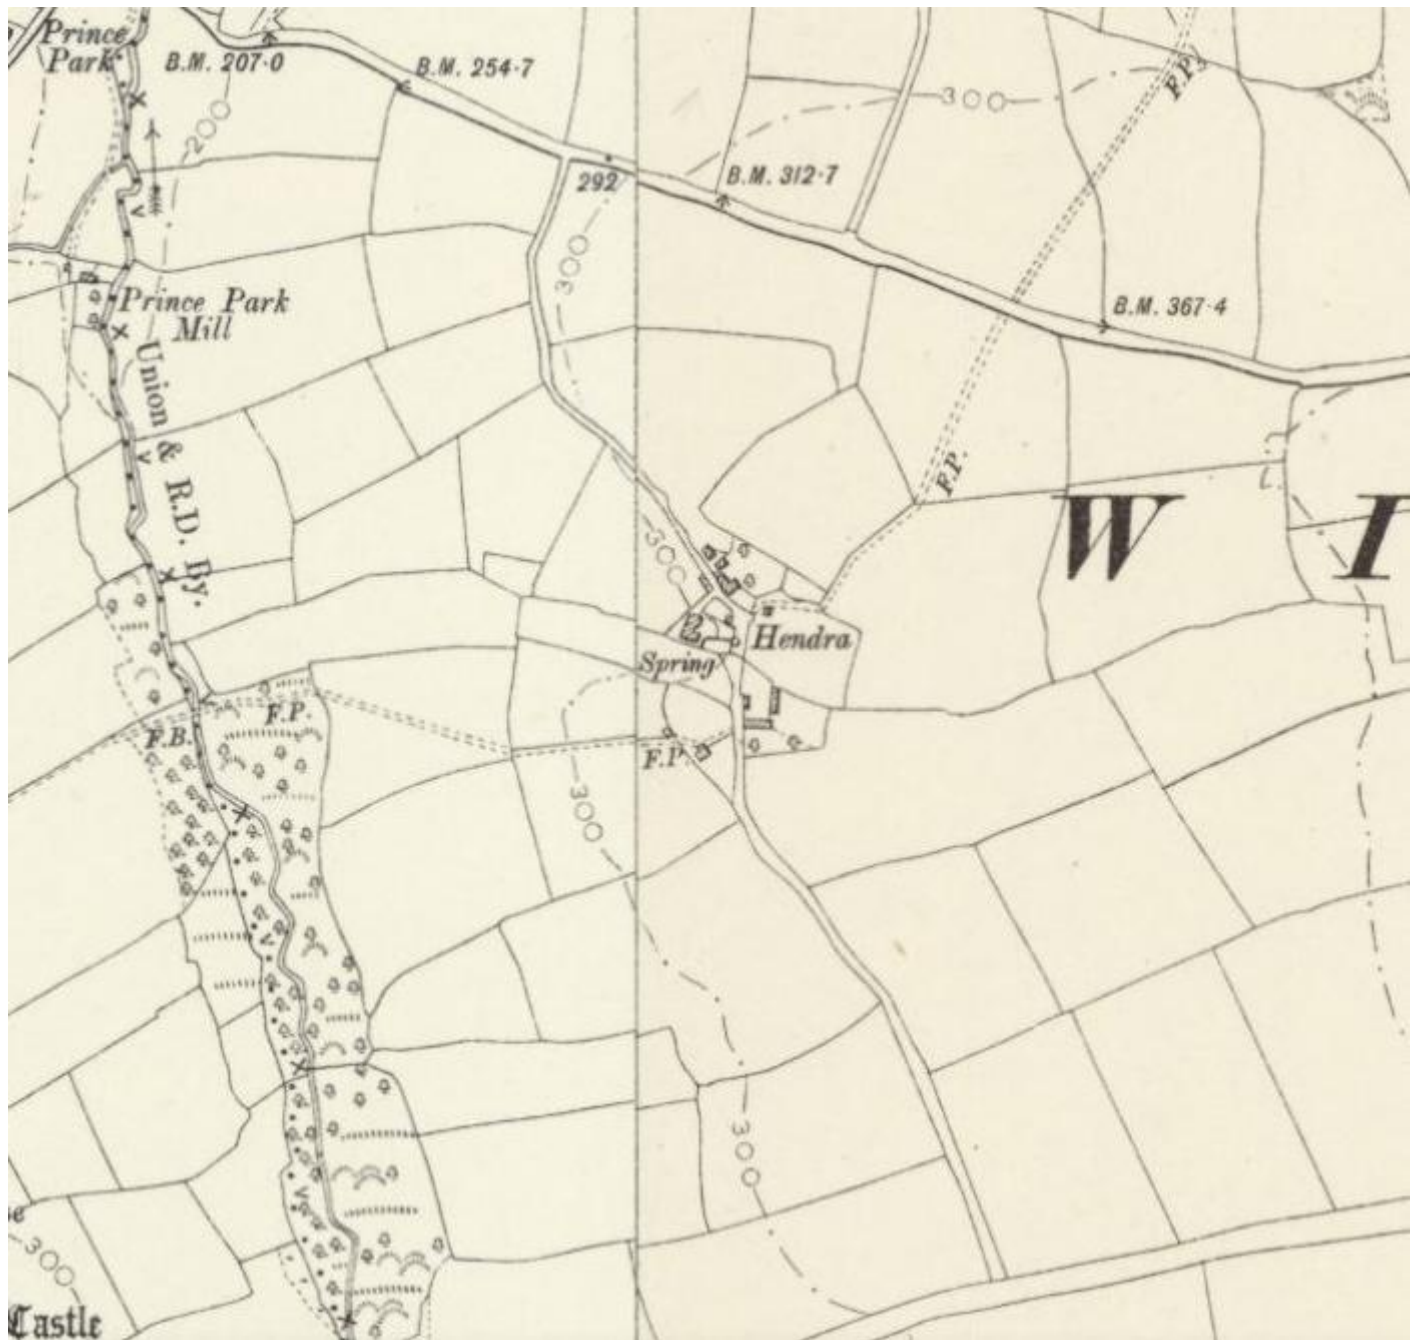 Prince
Park
B.M. 207·0
B.M. 254·7
F.P.
300
200
292
B.M. 312·7
300
B.M. 367·4
Prince Park
Mill
Union & R.D. Dy.
F.P.
W I
300
Hendra
Spring
F.P.
F.B.
F.P.
300
300
300
Castle